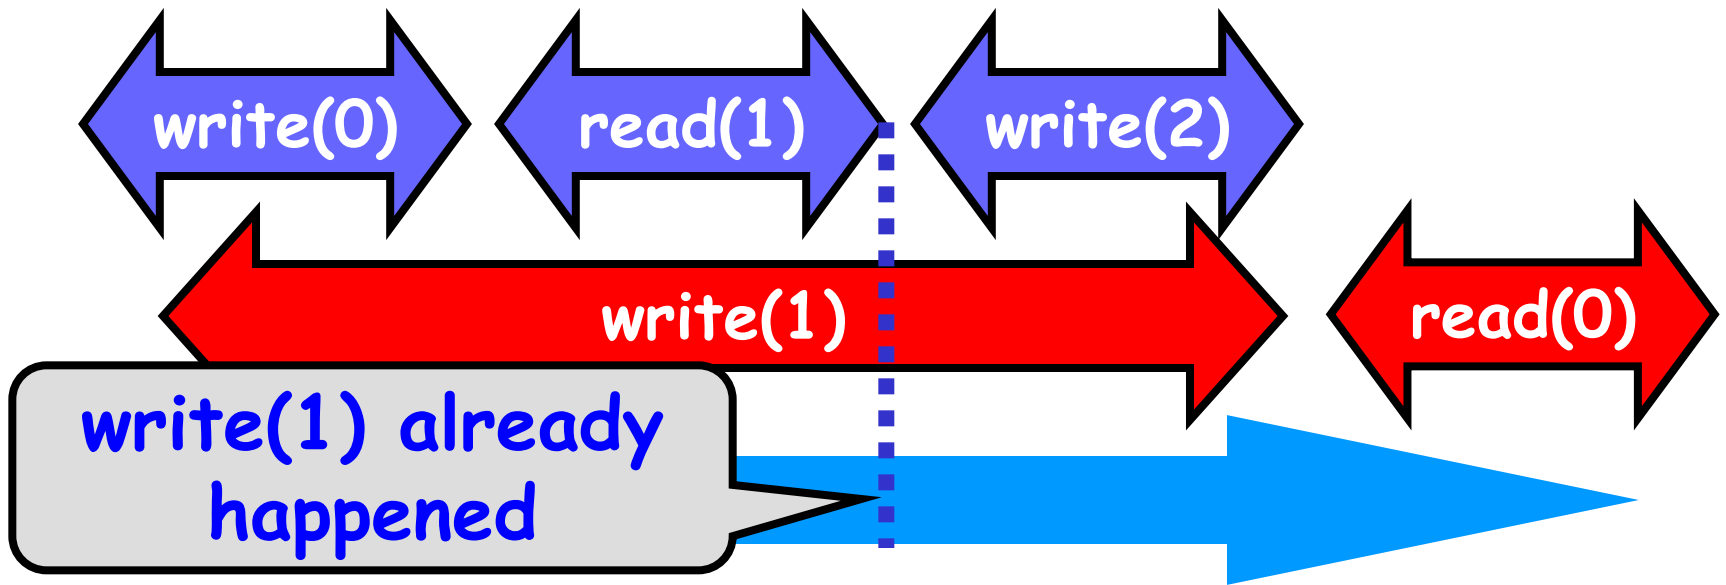 write(0)
read(1)
write(2)
write(1)
read(0)
write(1) already
happened